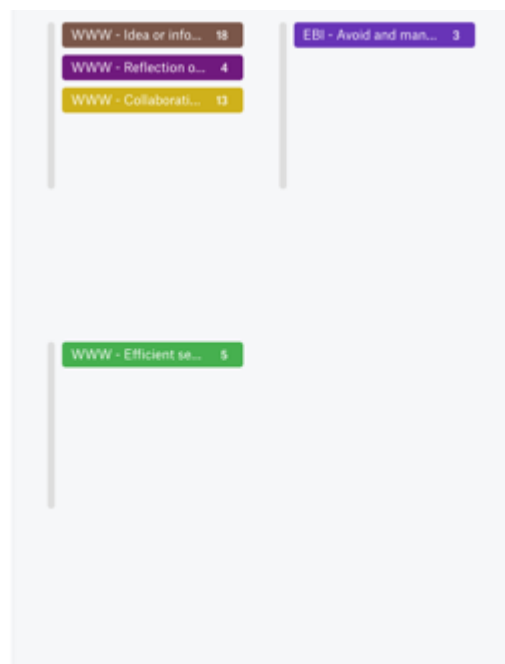 WWW - Idea or info... 18
WWW - Reflection o... 4
WWW - Collaborati... 13
EBI - Avoid and man... 3
WWW - Efficient se... 5